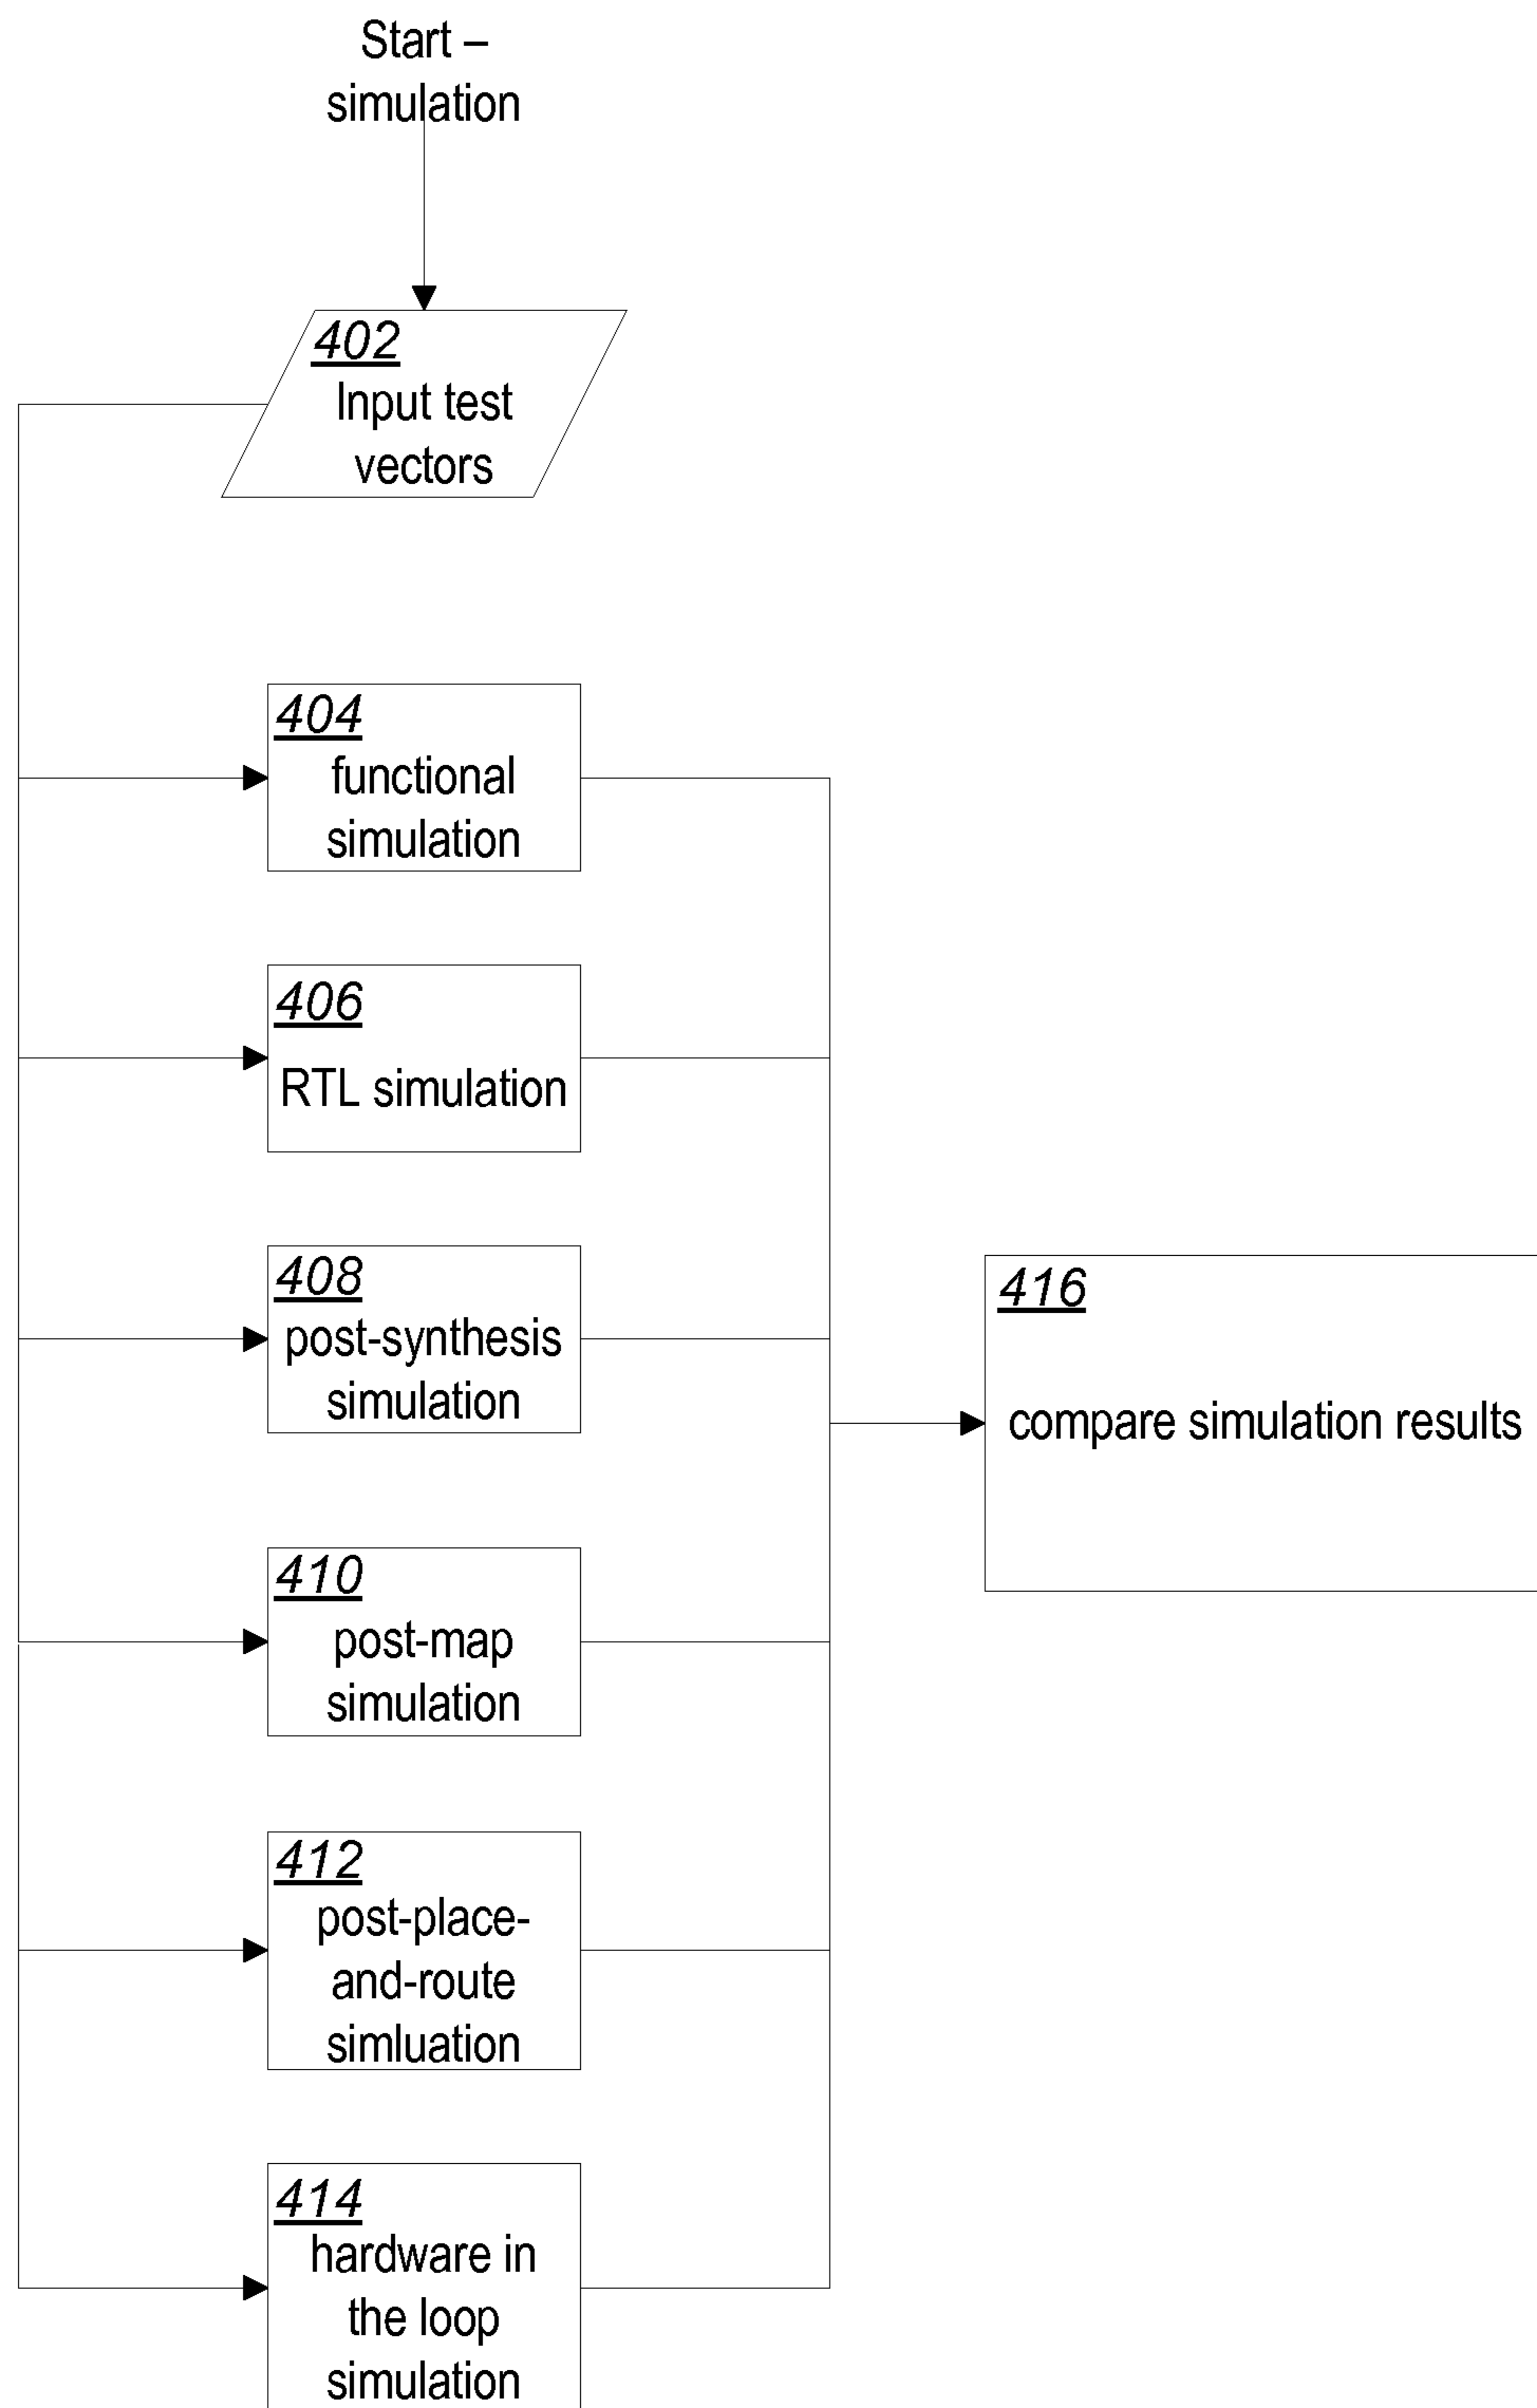 Start –
simulation
402
Input test
vectors
404
functional
simulation
406
RTL simulation
408
post-synthesis
simulation
416
compare simulation results
410
post-map
simulation
412
post-place-
and-route
simluation
414
hardware in
the loop
simulation